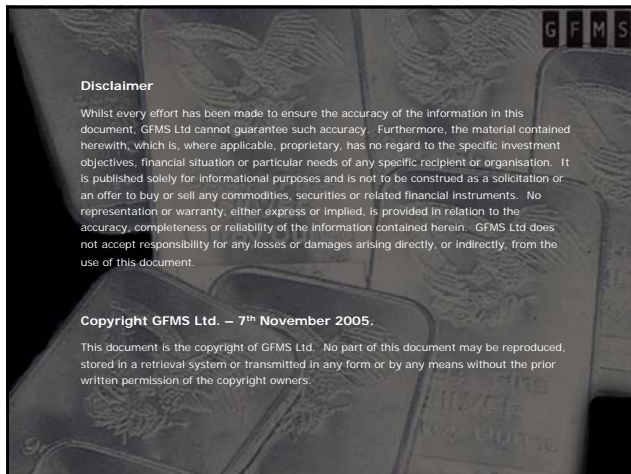 G F M S
Disclaimer
Whilst every effort has been made to ensure the accuracy of the information in this
document, GFMS Ltd cannot guarantee such accuracy. Furthermore, the material contained
herewith, which is, where applicable, proprietary, has no regard to the specific investment
objectives, financial situation or particular needs of any specific recipient or organisation. It
is published solely for informational purposes and is not to be construed as a solicitation or
an offer to buy or sell any commodities, securities or related financial instruments. No
representation or warranty, either express or implied, is provided in relation to the
accuracy, completeness or reliability of the information contained herein. GFMS Ltd does
not accept responsibility for any losses or damages arising directly, or indirectly, from the
use of this document.
Copyright GFMS Ltd. – 7th November 2005.
This document is the copyright of GFMS Ltd. No part of this document may be reproduced,
stored in a retrieval system or transmitted in any form or by any means without the prior
written permission of the copyright owners.